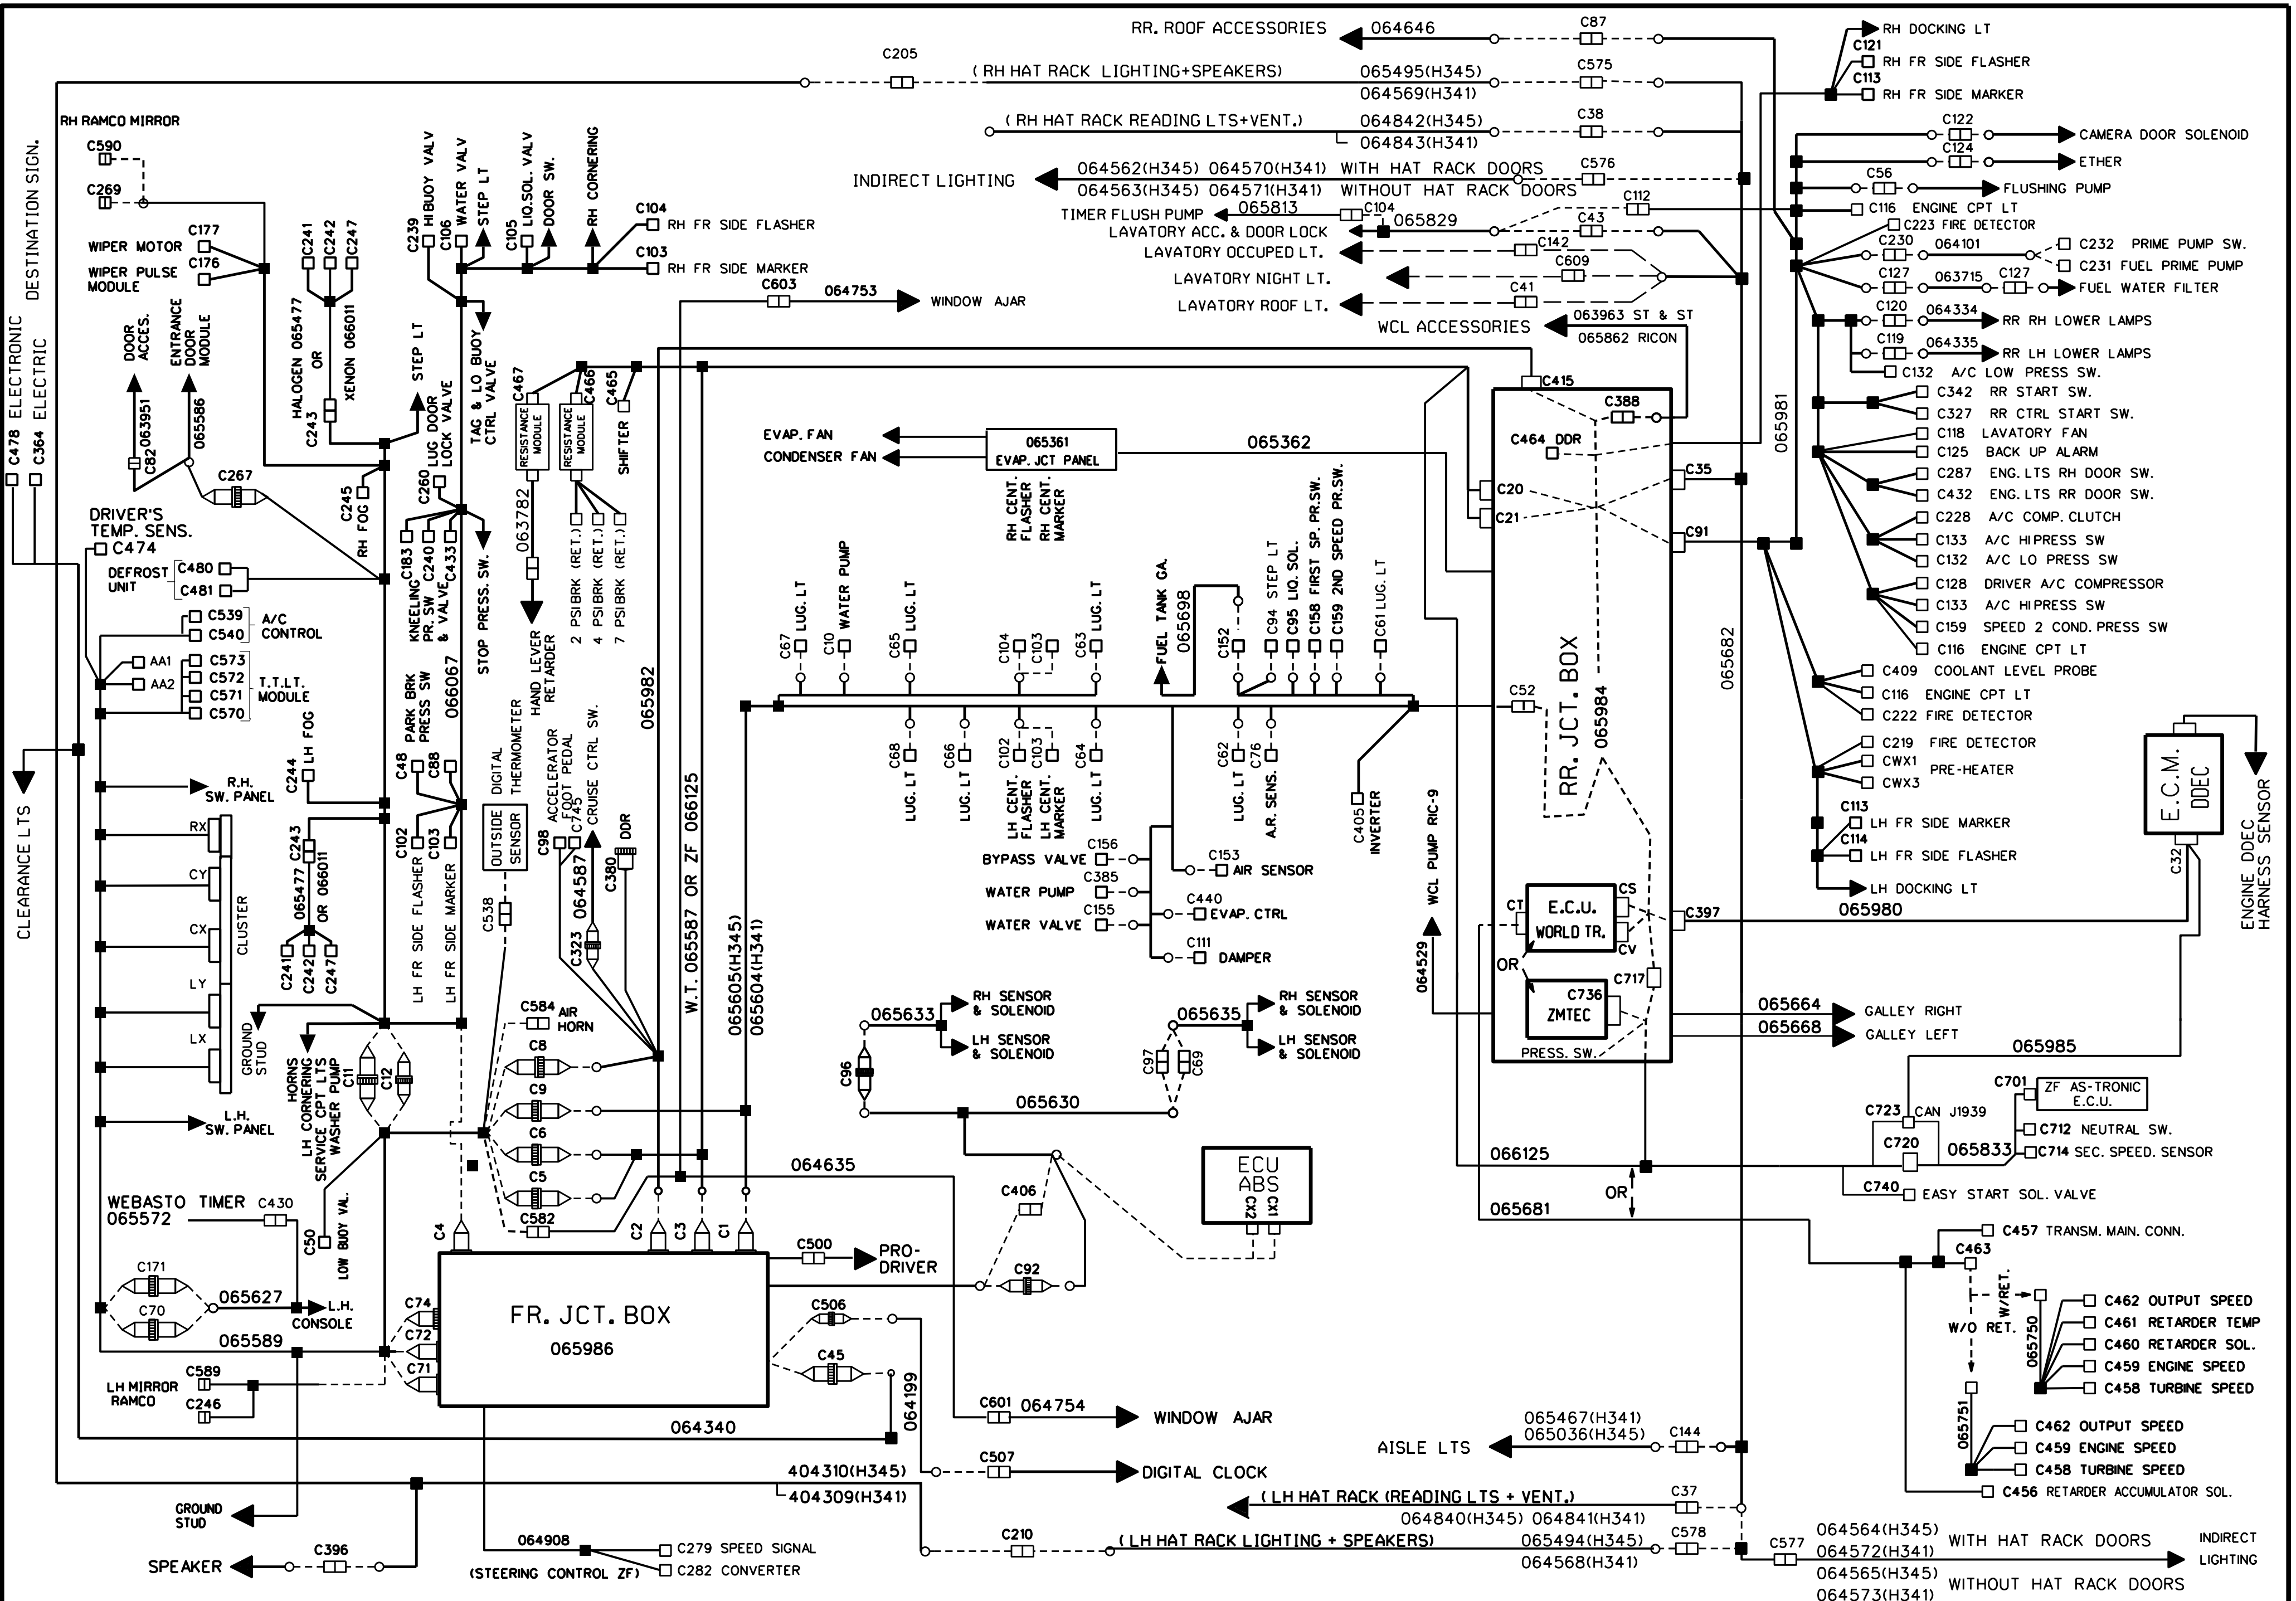 RR. ROOF ACCESSORIES
064646
C87
C205
( RH HAT RACK LIGHTING+SPEAKERS)
065495(H345)
064569(H341)
C575
( RH HAT RACK READING LTS+VENT.)
064842(H345)
064843(H341)
C38
INDIRECT LIGHTING
064562(H345) 064570(H341) WITH HAT RACK DOORS
064563(H345) 064571(H341) WITHOUT HAT RACK DOORS
C576
TIMER FLUSH PUMP
065813
C104
065829
C112
LAVATORY ACC. & DOOR LOCK
C43
LAVATORY OCCUPED LT.
C142
LAVATORY NIGHT LT.
C609
LAVATORY ROOF LT.
C41
WCL ACCESSORIES
063963 ST & ST
065862 RICON
RH DOCKING LT
C121
RH FR SIDE FLASHER
C113
RH FR SIDE MARKER
C122
CAMERA DOOR SOLENOID
C124
ETHER
C56
FLUSHING PUMP
C116 ENGINE CPT LT
C223 FIRE DETECTOR
C230
064101
C232 PRIME PUMP SW.
C231 FUEL PRIME PUMP
C127
063715
C127
FUEL WATER FILTER
C120
064334
RR RH LOWER LAMPS
C119
064335
RR LH LOWER LAMPS
C132 A/C LOW PRESS SW.
C342 RR START SW.
C327 RR CTRL START SW.
C118 LAVATORY FAN
C125 BACK UP ALARM
C287 ENG.LTS RH DOOR SW.
C432 ENG.LTS RR DOOR SW.
C228 A/C COMP. CLUTCH
C133 A/C HIPRESS SW
C132 A/C LO PRESS SW
C128 DRIVER A/C COMPRESSOR
C133 A/C HIPRESS SW
C159 SPEED 2 COND.PRESS SW
C116 ENGINE CPT LT
C409 COOLANT LEVEL PROBE
C116 ENGINE CPT LT
C222 FIRE DETECTOR
C219 FIRE DETECTOR
CWX1
CWX3
PRE-HEATER
C113
LH FR SIDE MARKER
C114
LH FR SIDE FLASHER
LH DOCKING LT
065981
065682
E.C.M.
DDEC
C32
ENGINE DDEC
HARNESS SENSOR
065980
DESTINATION SIGN.
C478 ELECTRONIC
C364 ELECTRIC
RH RAMCO MIRROR
C590
C269
WIPER MOTOR
C177
WIPER PULSE
MODULE
C176
C241
C242
C247
HALOGEN 065477
OR
XENON 066011
C243
DOOR
ACCES.
ENTRANCE
DOOR
MODULE
C82
063951
065586
C267
C239
HIBUOY VALV
C106
WATER VALV
STEP LT
C105
LIQ.SOL. VALV
DOOR SW.
RH CORNERING
C104
RH FR SIDE FLASHER
C103
RH FR SIDE MARKER
C603
064753
WINDOW AJAR
STEP LT
TAG & LO BUOY
CTRL VALVE
C245
RH FOG
C260
LUG DOOR
LOCK VALVE
C183
C240
C433
KNEELING
PR. SW
& VALVE
STOP PRESS. SW.
C467
RESISTANCE
MODULE
C466
RESISTANCE
MODULE
C465
SHIFTER
063782
HAND LEVER
RETARDER
2 PSIBRK (RET.)
4 PSIBRK (RET.)
7 PSIBRK (RET.)
EVAP. FAN
CONDENSER FAN
065361
EVAP. JCT PANEL
065362
C415
C388
C464 DDR
C35
C20
C21
C91
065984
RR. JCT. BOX
DRIVER'S
TEMP. SENS.
C474
DEFROST
UNIT
C480
C481
C539
C540
A/C
CONTROL
AA1
AA2
C573
C572
C571
C570
T.T.LT.
MODULE
CLEARANCE LTS
R.H.
SW. PANEL
RX
CY
CX
LY
LX
CLUSTER
L.H.
SW. PANEL
C244
LH FOG
C243
065477
OR 066011
C241
C242
C247
GROUND
STUD
PARK BRK
PRESS SW
066067
C48
C88
C102
C103
LH FR SIDE FLASHER
LH FR SIDE MARKER
HORNS
LH CORNERING
SERVICE CPT LTS
WASHER PUMP
C11
C12
DIGITAL
THERMOMETER
OUTSIDE
SENSOR
C538
C98
ACCELERATOR
FOOT PEDAL
C745
CRUISE CTRL SW.
064587
C323
C380
DDR
065982
W.T. 065587 OR ZF 066125
065605(H345)
065604(H341)
C67
LUG. LT
C10
WATER PUMP
C65
LUG. LT
RH CENT.
FLASHER
RH CENT.
MARKER
C104
C103
C63
LUG. LT
FUEL TANK GA.
065698
C152
C94 STEP LT
C95 LIQ. SOL.
C158 FIRST SP. PR.SW.
C159 2ND SPEED PR.SW.
C61 LUG. LT
C52
C68
LUG. LT
C66
LUG. LT
C102
LH CENT.
FLASHER
C103
LH CENT.
MARKER
C64
LUG. LT
C62
LUG. LT
C76
A.R. SENS.
C405
INVERTER
C156
BYPASS VALVE
C385
WATER PUMP
C155
WATER VALVE
C153
AIR SENSOR
C440
EVAP. CTRL
C111
DAMPER
WCL PUMP RIC-9
064529
CT
E.C.U.
WORLD TR.
CS
CV
C397
OR
C717
C736
ZMTEC
PRESS. SW.
065664
GALLEY RIGHT
065668
GALLEY LEFT
065985
065633
RH SENSOR
& SOLENOID
LH SENSOR
& SOLENOID
C96
065635
RH SENSOR
& SOLENOID
LH SENSOR
& SOLENOID
C97
C69
065630
C584
AIR
HORN
C8
C9
C6
C5
C582
064635
ECU
ABS
CX2
CX1
C406
C92
C701
ZF AS-TRONIC
E.C.U.
C723
CAN J1939
C720
C712 NEUTRAL SW.
065833
C714 SEC. SPEED. SENSOR
C740
EASY START SOL. VALVE
066125
OR
065681
C457 TRANSM. MAIN. CONN.
C463
W/RET.
W/O RET.
065750
C462 OUTPUT SPEED
C461 RETARDER TEMP
C460 RETARDER SOL.
C459 ENGINE SPEED
C458 TURBINE SPEED
065751
C462 OUTPUT SPEED
C459 ENGINE SPEED
C458 TURBINE SPEED
C456 RETARDER ACCUMULATOR SOL.
WEBASTO TIMER
065572
C430
C50
LOW BUOY VAL.
C171
C70
065627
L.H.
CONSOLE
065589
C589
LH MIRROR
RAMCO
C246
C4
C2
C3
C1
C74
C72
C71
FR. JCT. BOX
065986
C500
PRO-
DRIVER
C506
C45
064199
064340
C601
064754
WINDOW AJAR
C507
DIGITAL CLOCK
404310(H345)
404309(H341)
GROUND
STUD
SPEAKER
C396
064908
(STEERING CONTROL ZF)
C279 SPEED SIGNAL
C282 CONVERTER
AISLE LTS
065467(H341)
065036(H345)
C144
( LH HAT RACK (READING LTS + VENT.)
064840(H345) 064841(H341)
C37
C210
( LH HAT RACK LIGHTING + SPEAKERS)
065494(H345)
064568(H341)
C578
C577
064564(H345)
064572(H341)
WITH HAT RACK DOORS
064565(H345)
064573(H341)
WITHOUT HAT RACK DOORS
INDIRECT
LIGHTING